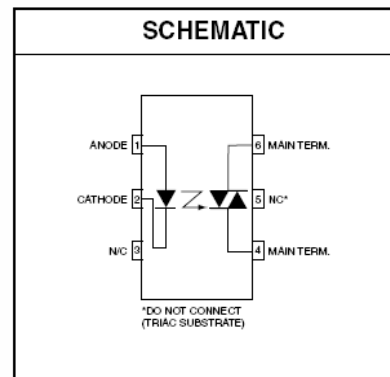 SCHEMATIC
ANODE 1
6 MAIN TERM.
CATHODE 2
5 NC*
N/C 3
4 MAIN TERM.
*DO NOT CONNECT
(TRIAC SUBSTRATE)